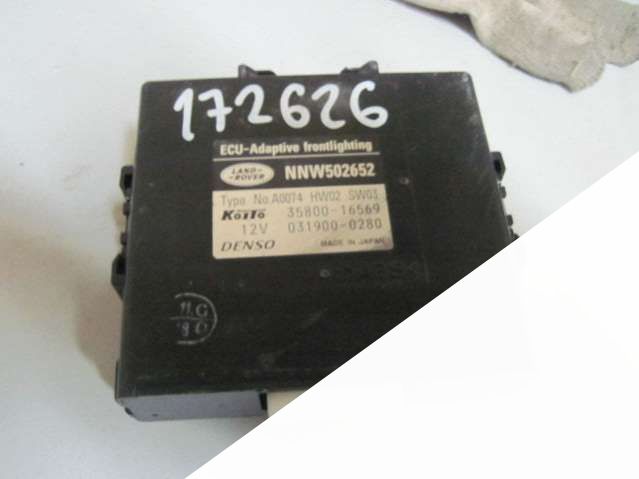 172626
ECU-Adaptive frontlighting
LAND-ROVER NNW502652
Type No.A0074 HW02 SW03
KoITo 35800-16569
12V 031900-0280
DENSO MADE IN JAPAN